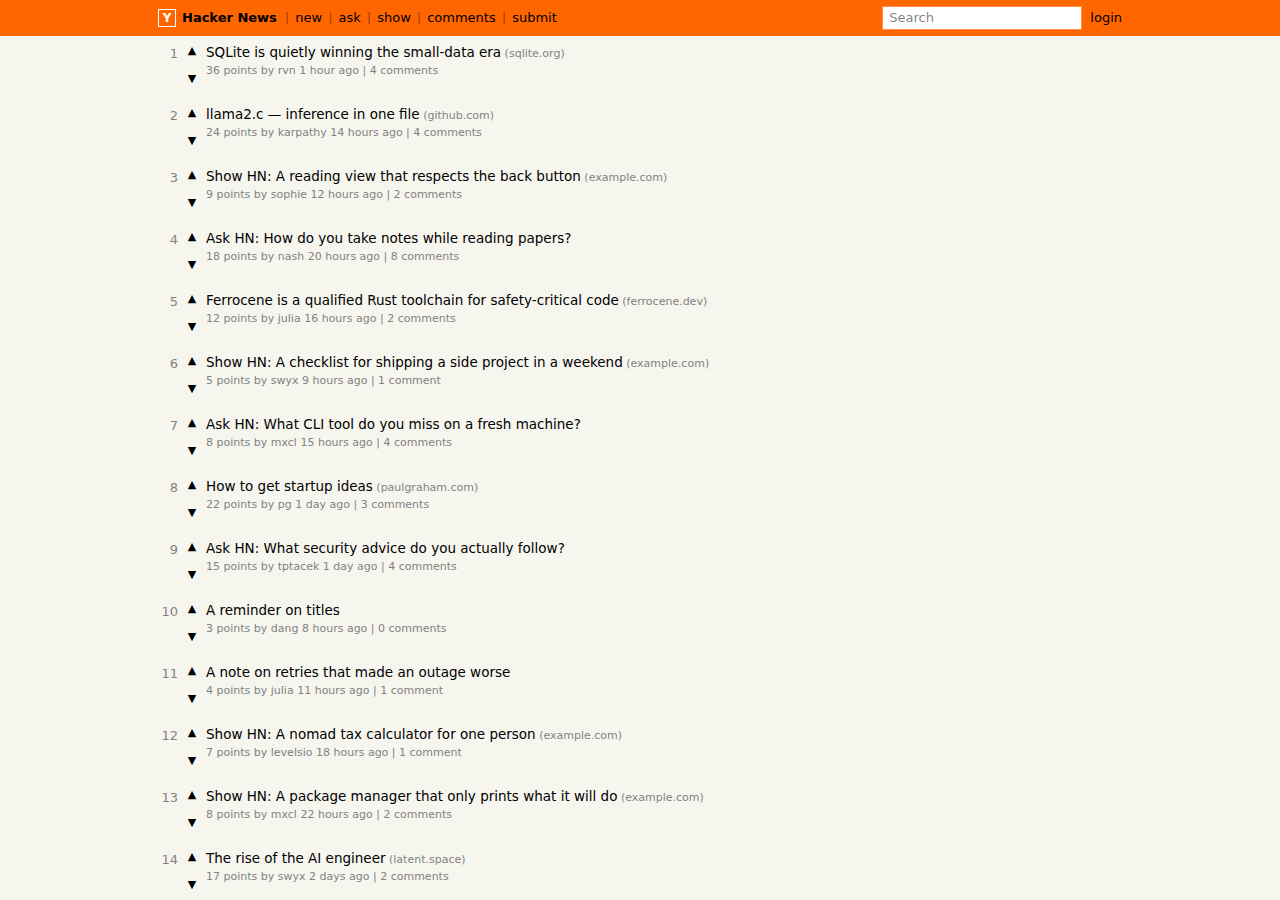 Y Hacker News | new | ask | show | comments | submit Search login
1 ▲ SQLite is quietly winning the small-data era (sqlite.org)
▼ 36 points by rvn 1 hour ago | 4 comments
2 ▲ llama2.c — inference in one file (github.com)
▼ 24 points by karpathy 14 hours ago | 4 comments
3 ▲ Show HN: A reading view that respects the back button (example.com)
▼ 9 points by sophie 12 hours ago | 2 comments
4 ▲ Ask HN: How do you take notes while reading papers?
▼ 18 points by nash 20 hours ago | 8 comments
5 ▲ Ferrocene is a qualified Rust toolchain for safety-critical code (ferrocene.dev)
▼ 12 points by julia 16 hours ago | 2 comments
6 ▲ Show HN: A checklist for shipping a side project in a weekend (example.com)
▼ 5 points by swyx 9 hours ago | 1 comment
7 ▲ Ask HN: What CLI tool do you miss on a fresh machine?
▼ 8 points by mxcl 15 hours ago | 4 comments
8 ▲ How to get startup ideas (paulgraham.com)
▼ 22 points by pg 1 day ago | 3 comments
9 ▲ Ask HN: What security advice do you actually follow?
▼ 15 points by tptacek 1 day ago | 4 comments
10 ▲ A reminder on titles
▼ 3 points by dang 8 hours ago | 0 comments
11 ▲ A note on retries that made an outage worse
▼ 4 points by julia 11 hours ago | 1 comment
12 ▲ Show HN: A nomad tax calculator for one person (example.com)
▼ 7 points by levelsio 18 hours ago | 1 comment
13 ▲ Show HN: A package manager that only prints what it will do (example.com)
▼ 8 points by mxcl 22 hours ago | 2 comments
14 ▲ The rise of the AI engineer (latent.space)
▼ 17 points by swyx 2 days ago | 2 comments